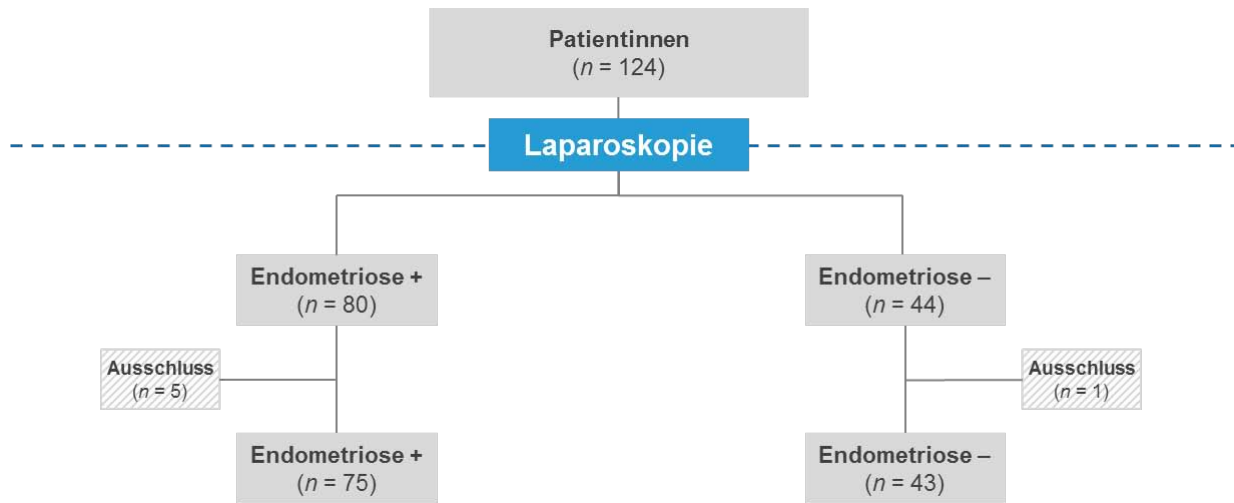 Patientinnen
(n = 124)
Laparoskopie
Endometriose +
(n = 80)
Endometriose –
(n = 44)
Ausschluss
(n = 5)
Ausschluss
(n = 1)
Endometriose +
(n = 75)
Endometriose –
(n = 43)